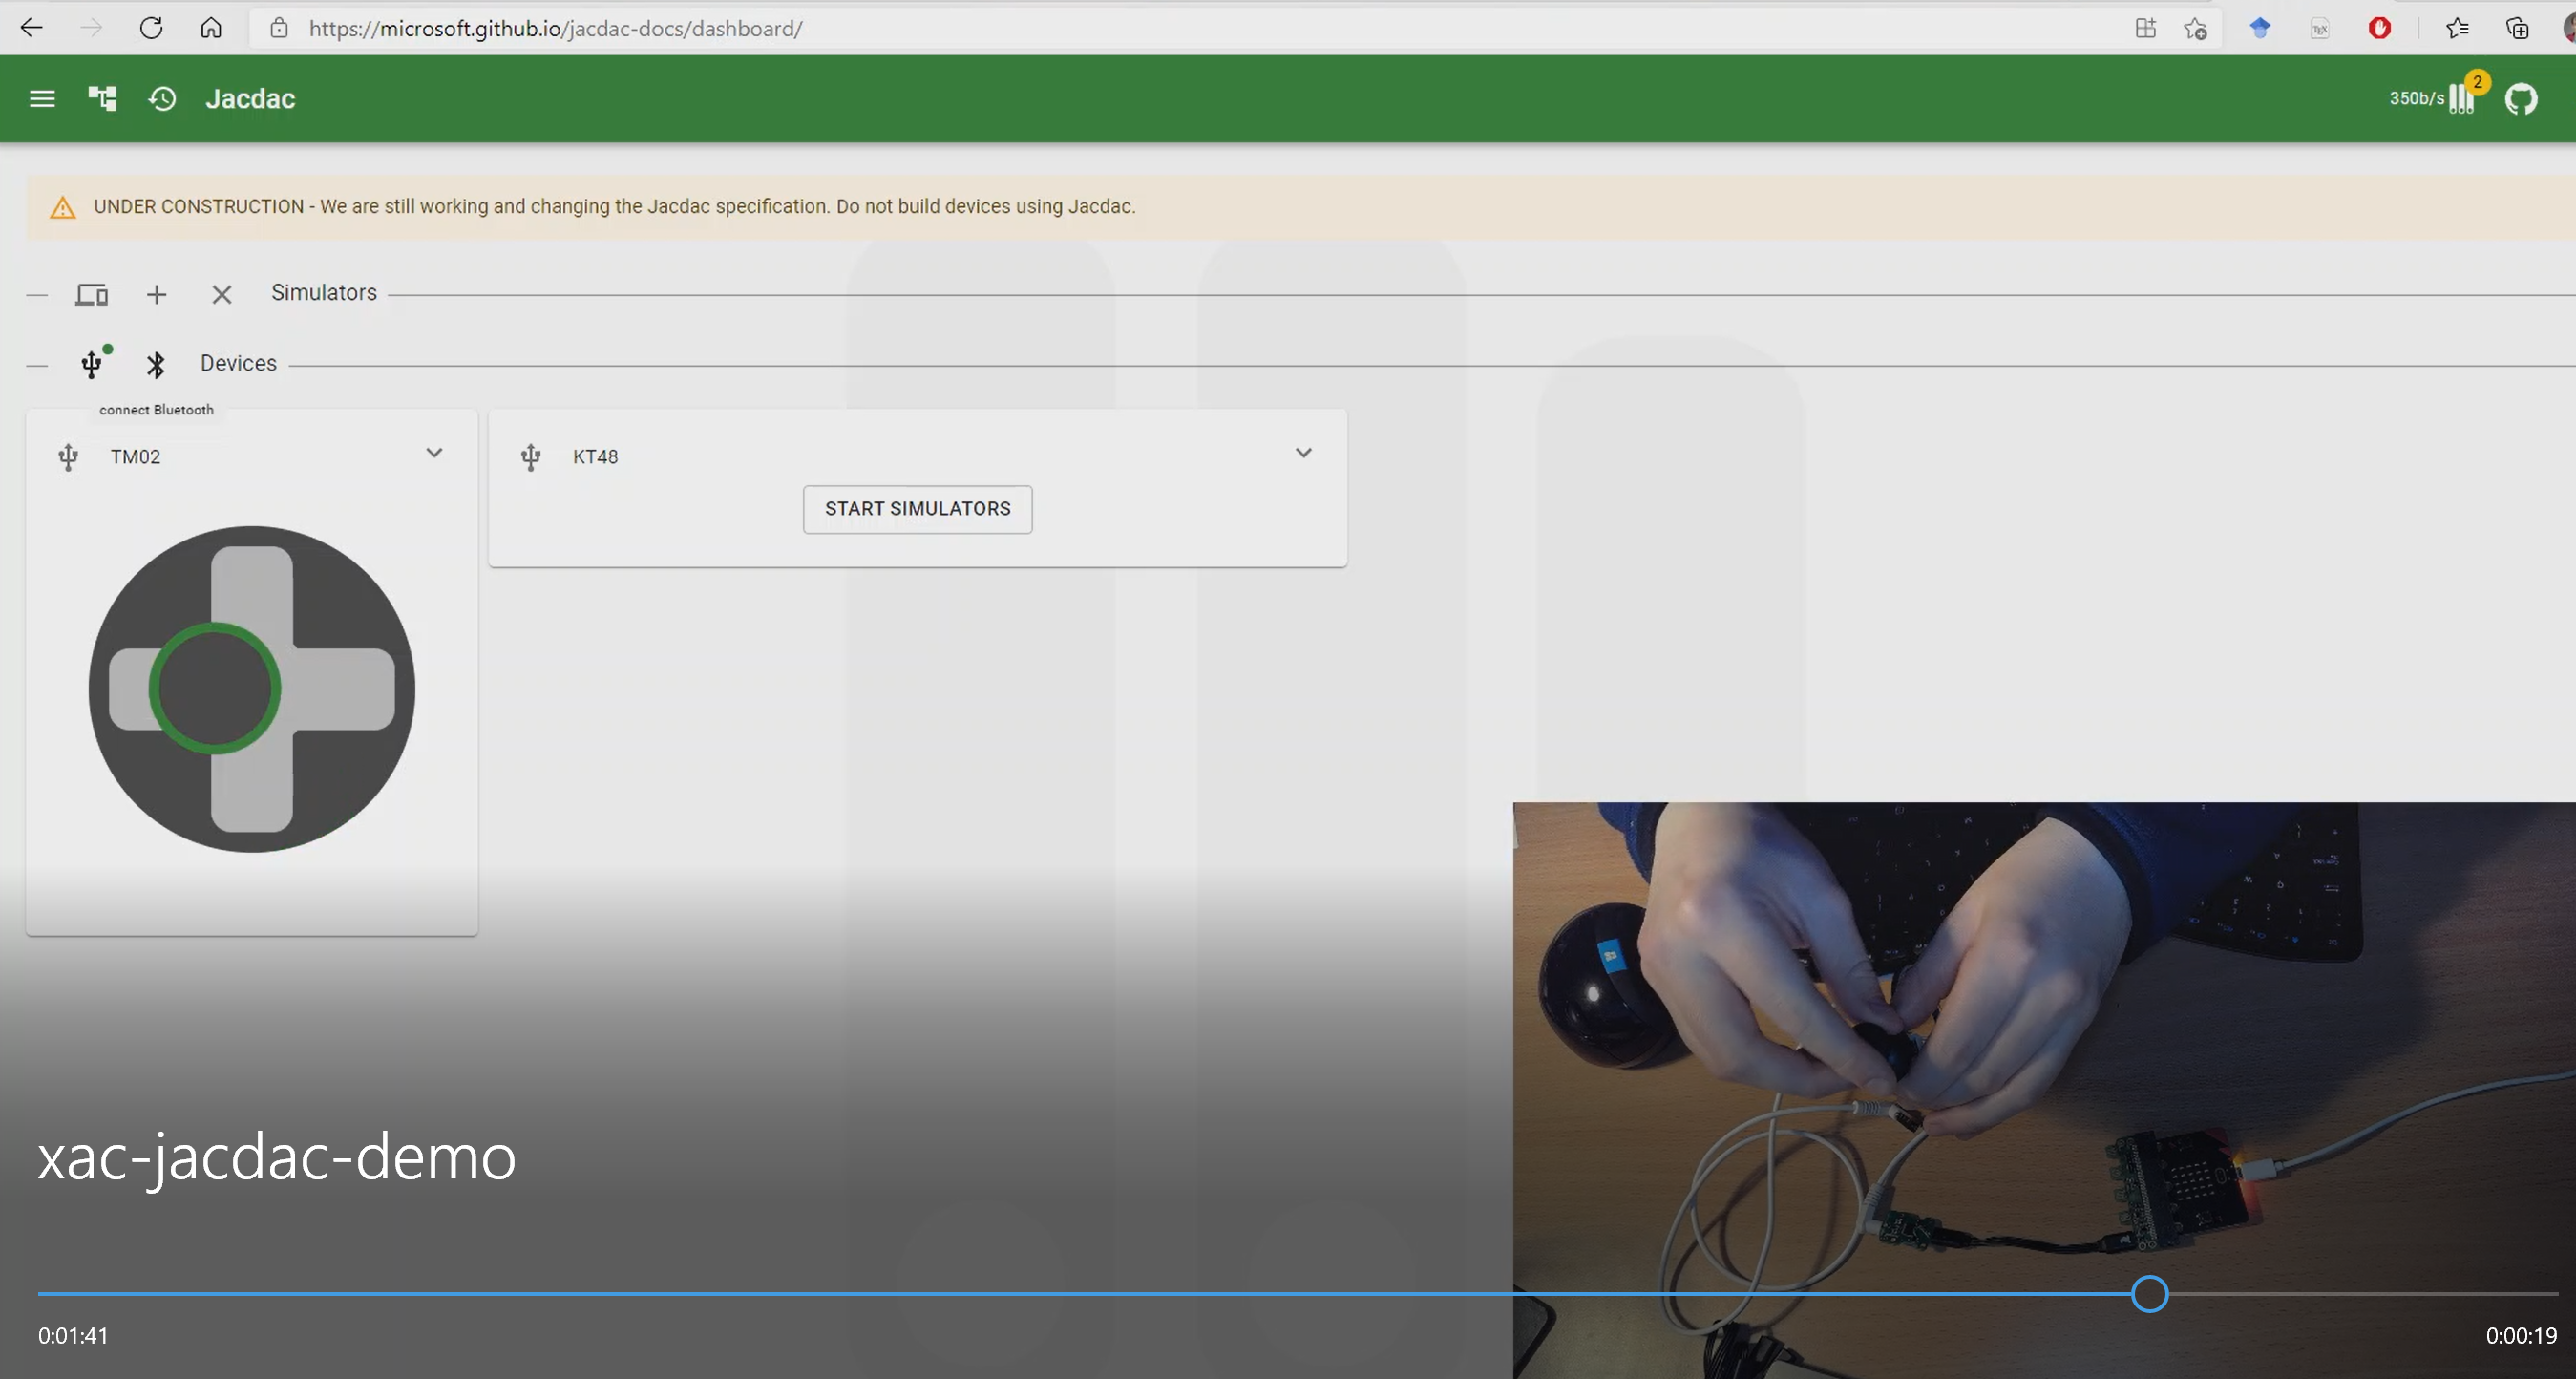 https://microsoft.github.io/jacdac-docs/dashboard/
Jacdac
350b/s
2
UNDER CONSTRUCTION - We are still working and changing the Jacdac specification. Do not build devices using Jacdac.
Simulators
Devices
connect Bluetooth
TM02
KT48
START SIMULATORS
xac-jacdac-demo
0:01:41
0:00:19